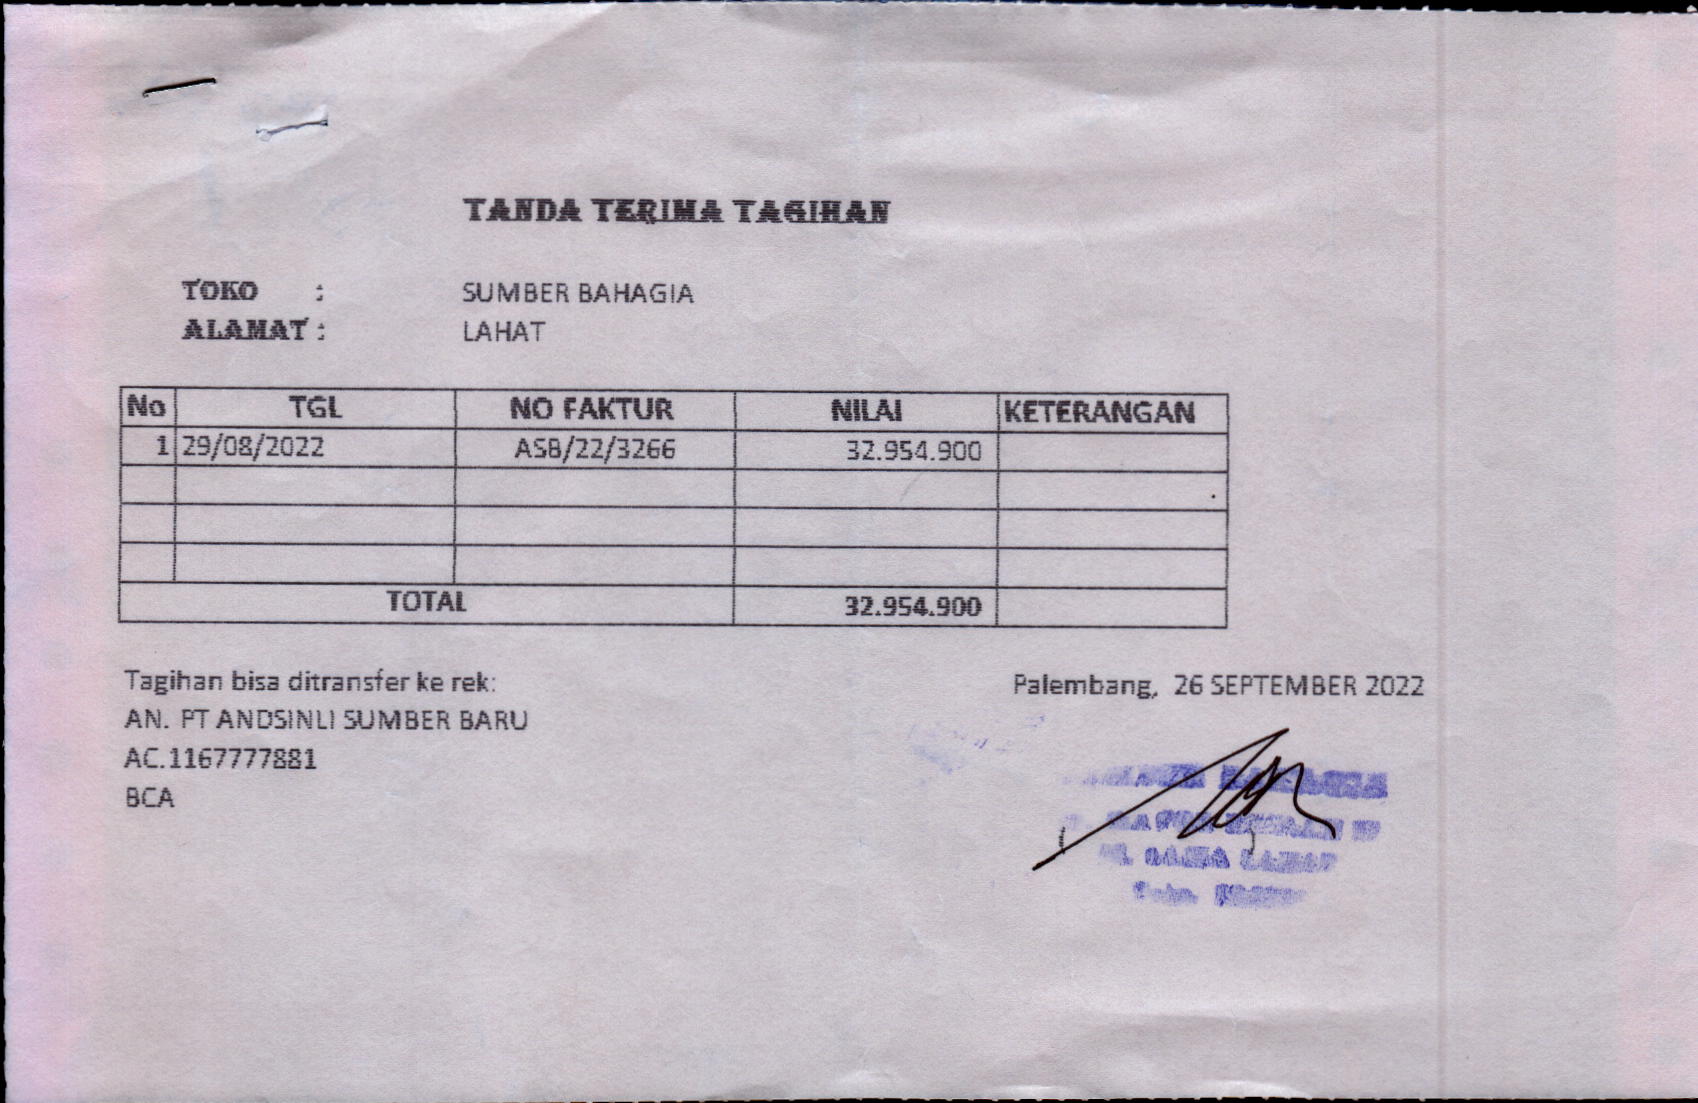 TANDA TERIMA TAGIHAN
TOKO : SUMBER BAHAGIA
ALAMAT : LAHAT
No TGL NO FAKTUR NILAI KETERANGAN
1 29/08/2022 ASB/22/3266 32.954.900
TOTAL 32.954.900
Tagihan bisa ditransfer ke rek:
AN. PT ANDSINLI SUMBER BARU
AC.1167777881
BCA
Palembang, 26 SEPTEMBER 2022